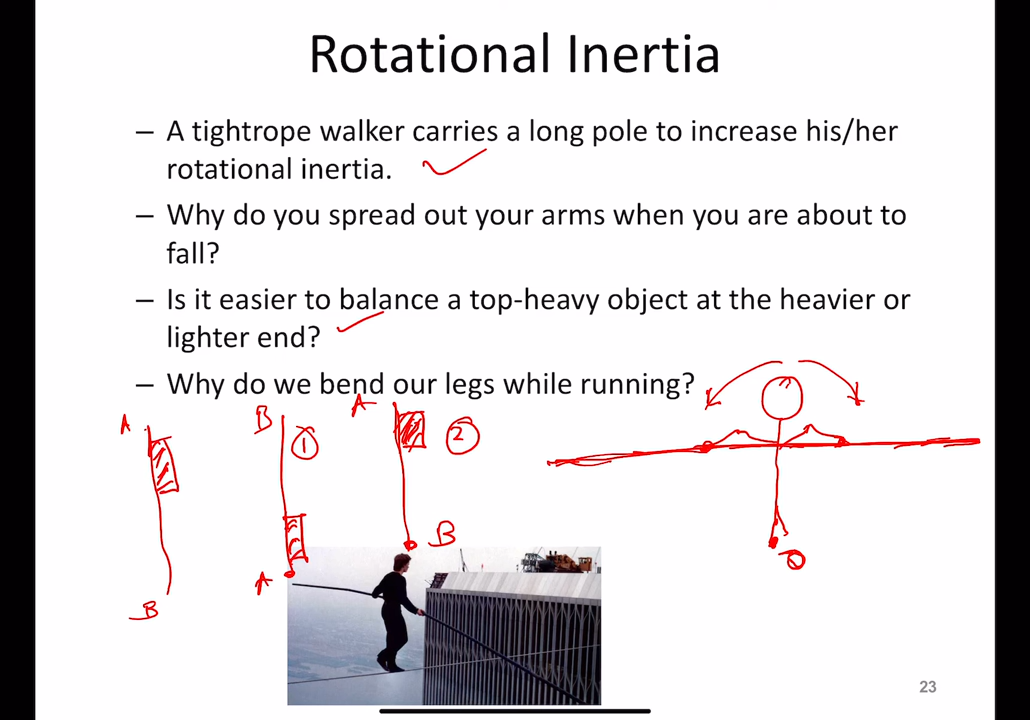 Rotational Inertia
– A tightrope walker carries a long pole to increase his/her
rotational inertia.
– Why do you spread out your arms when you are about to
fall?
– Is it easier to balance a top-heavy object at the heavier or
lighter end?
– Why do we bend our legs while running?
A
B
B
1
A
A
2
B
23